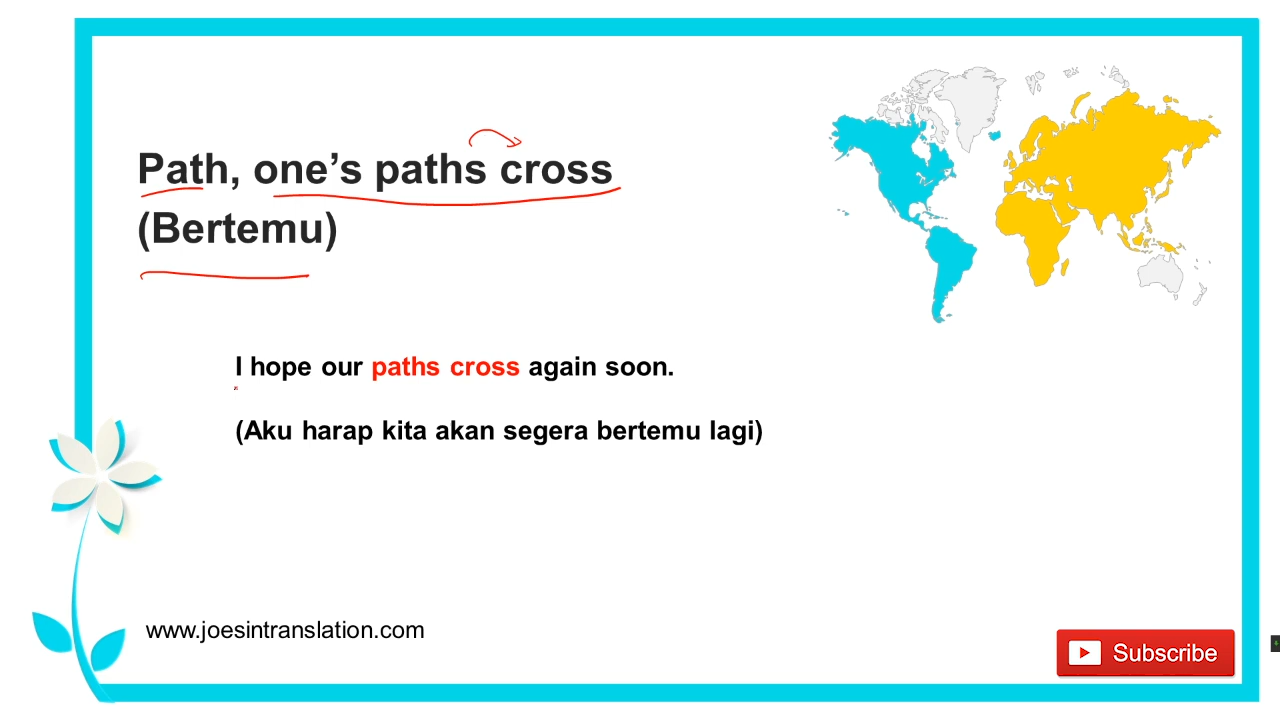 Path, one’s paths cross
(Bertemu)
I hope our paths cross again soon.
(Aku harap kita akan segera bertemu lagi)
www.joesintranslation.com
Subscribe